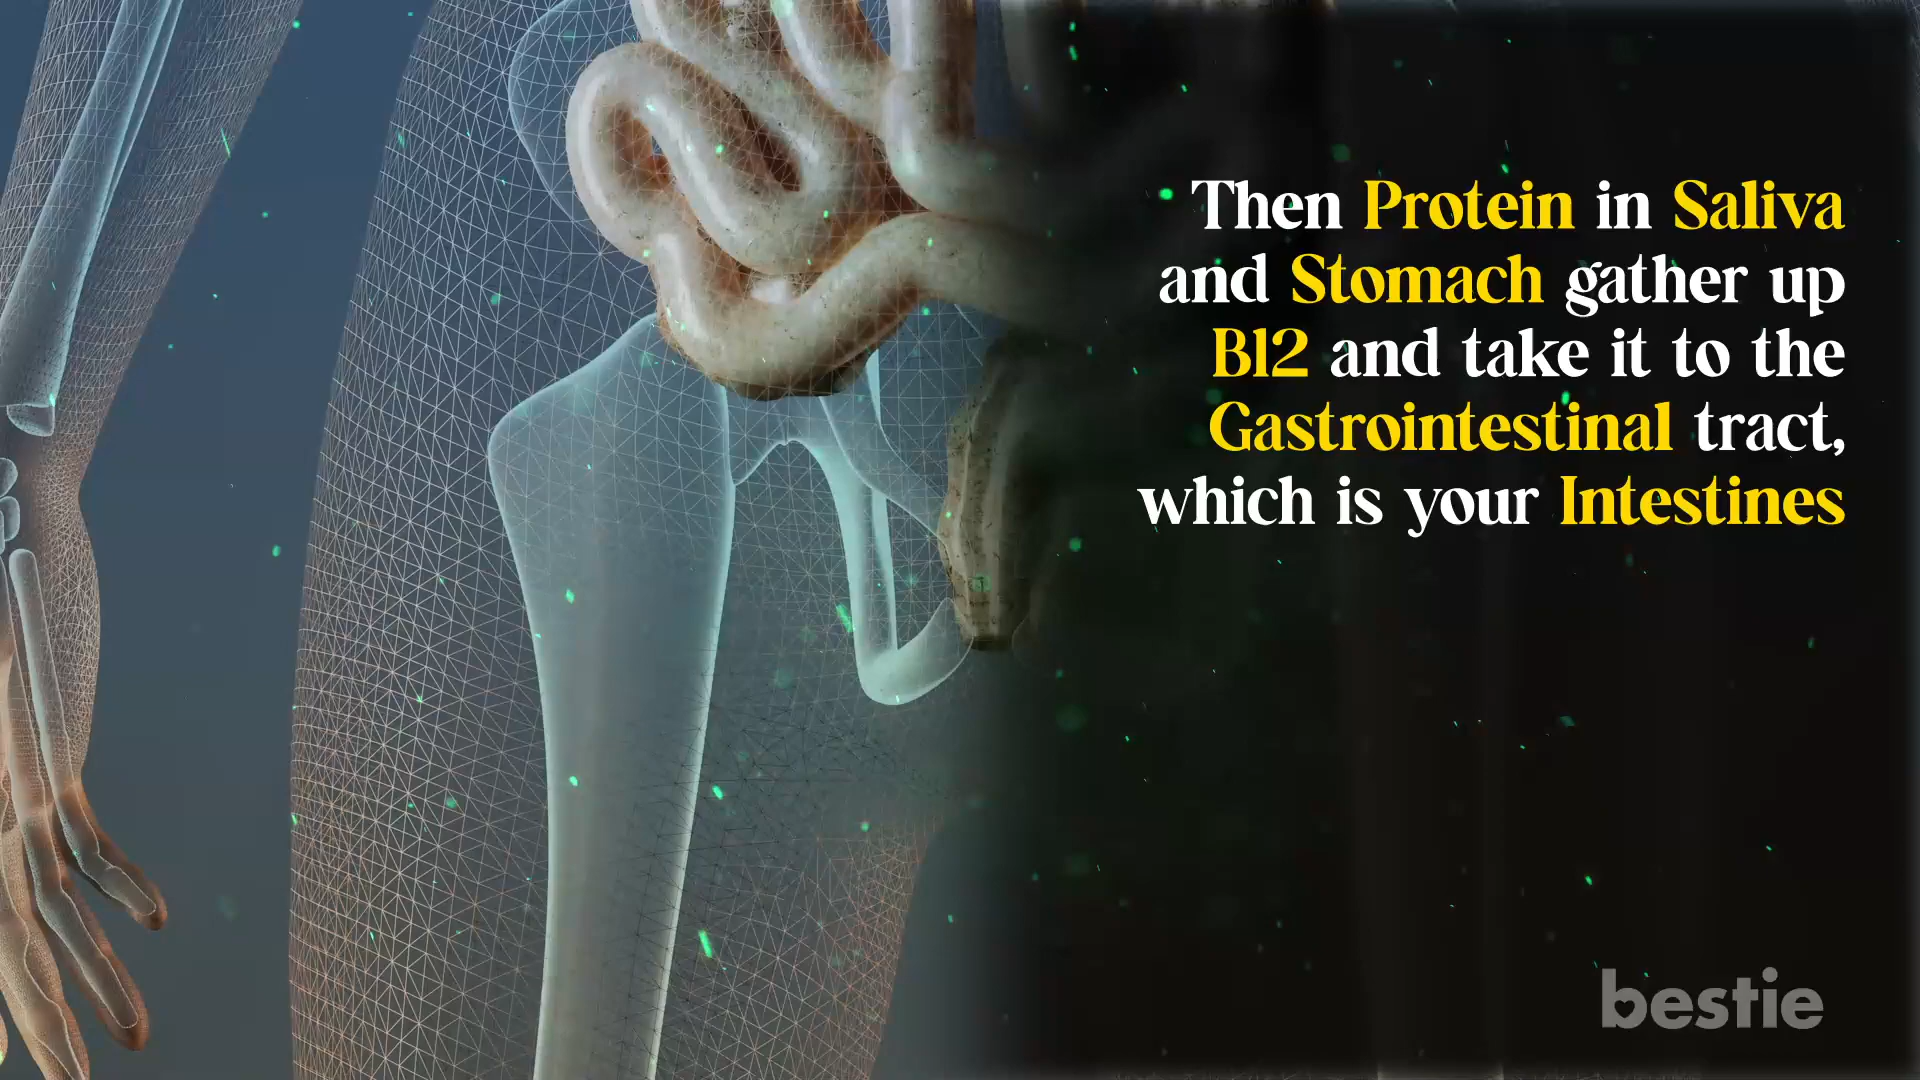 Then Protein in Saliva
and Stomach gather up
B12 and take it to the
Gastrointestinal tract,
which is your Intestines
bestie